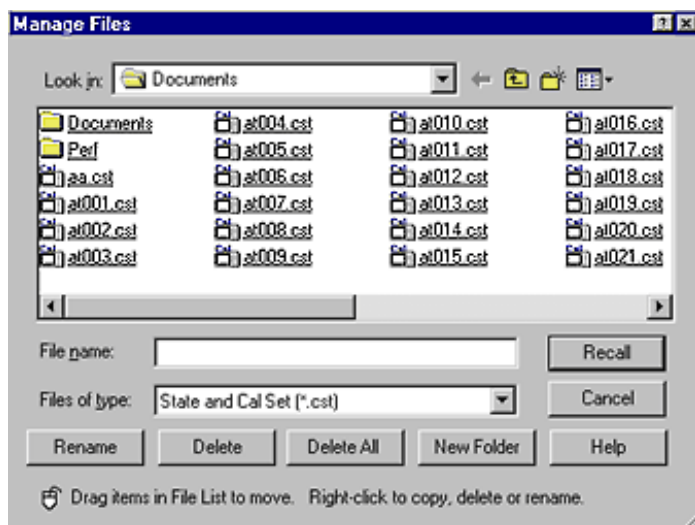 Manage Files
Look in: Documents
Documents at004.cst at010.cst at016.cst
Perf at005.cst at011.cst at017.cst
aa.cst at006.cst at012.cst at018.cst
at001.cst at007.cst at013.cst at019.cst
at002.cst at008.cst at014.cst at020.cst
at003.cst at009.cst at015.cst at021.cst
File name: Recall
Files of type: State and Cal Set (*.cst) Cancel
Rename Delete Delete All New Folder Help
Drag items in File List to move. Right-click to copy, delete or rename.